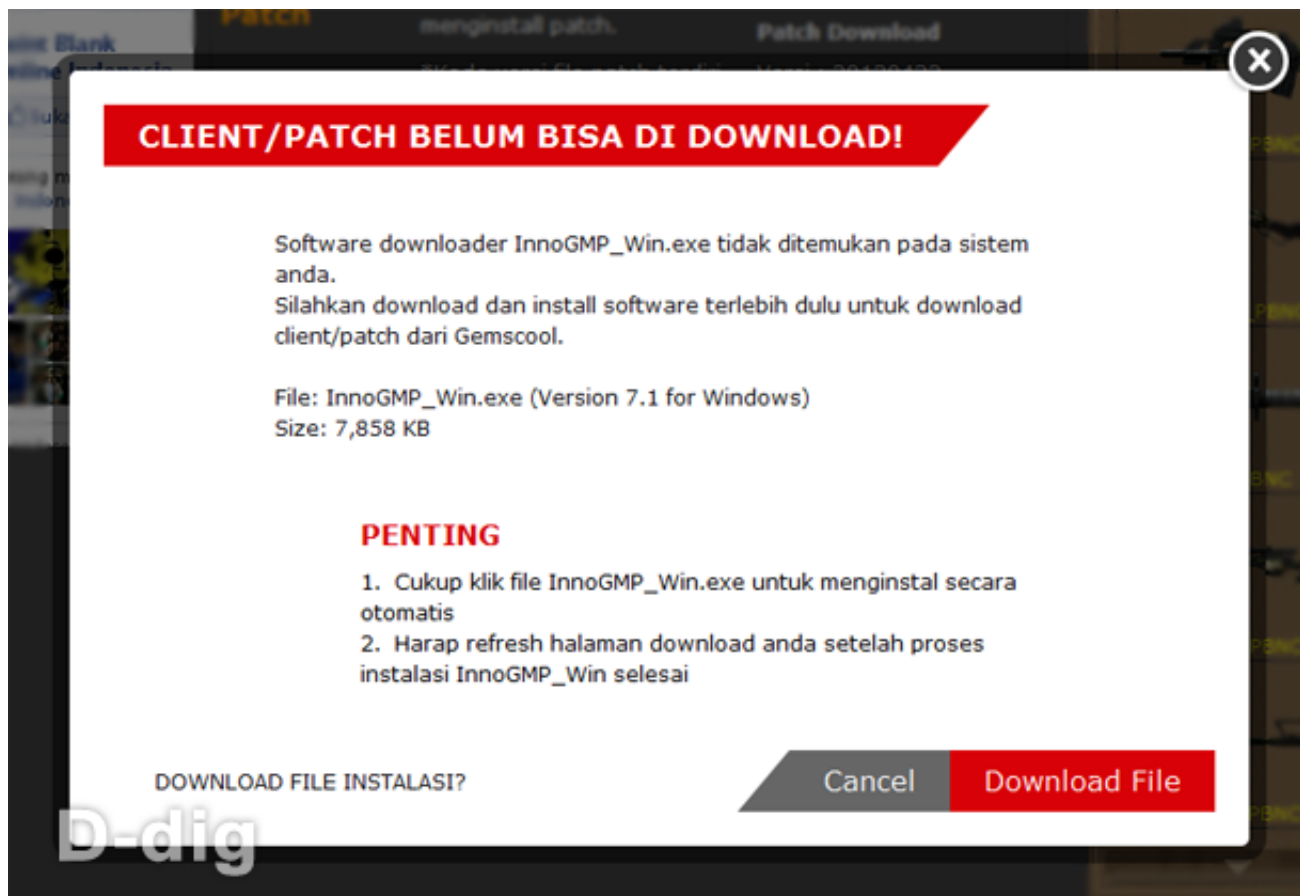 Patch
menginstall patch.
Patch Download
Blank
CLIENT/PATCH BELUM BISA DI DOWNLOAD!
Software downloader InnoGMP_Win.exe tidak ditemukan pada sistem
anda.
Silahkan download dan install software terlebih dulu untuk download
client/patch dari Gemscool.
File: InnoGMP_Win.exe (Version 7.1 for Windows)
Size: 7,858 KB
PENTING
1. Cukup klik file InnoGMP_Win.exe untuk menginstal secara
otomatis
2. Harap refresh halaman download anda setelah proses
instalasi InnoGMP_Win selesai
DOWNLOAD FILE INSTALASI?
Cancel
Download File
D-dig